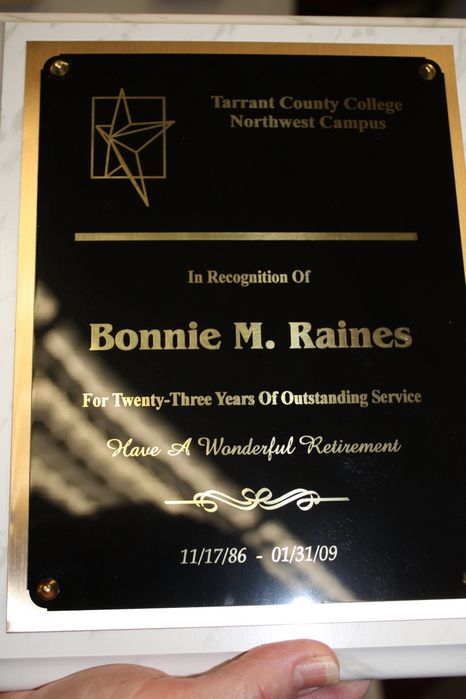 Tarrant County College
Northwest Campus
In Recognition Of
Bonnie M. Raines
For Twenty-Three Years Of Outstanding Service
Have A Wonderful Retirement
11/17/86 - 01/31/09